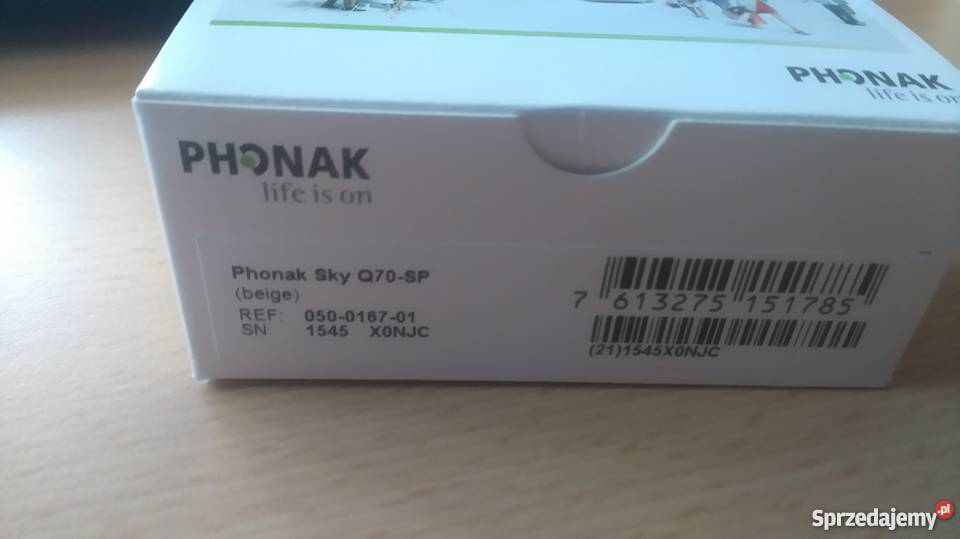 PHONAK
life is on
PHONAK
life is on
Phonak Sky Q70-SP
(beige)
REF: 050-0167-01
SN: 1545 X0NJC
7 613275 151785
(21)1545X0NJC
Sprzedajemy.pl